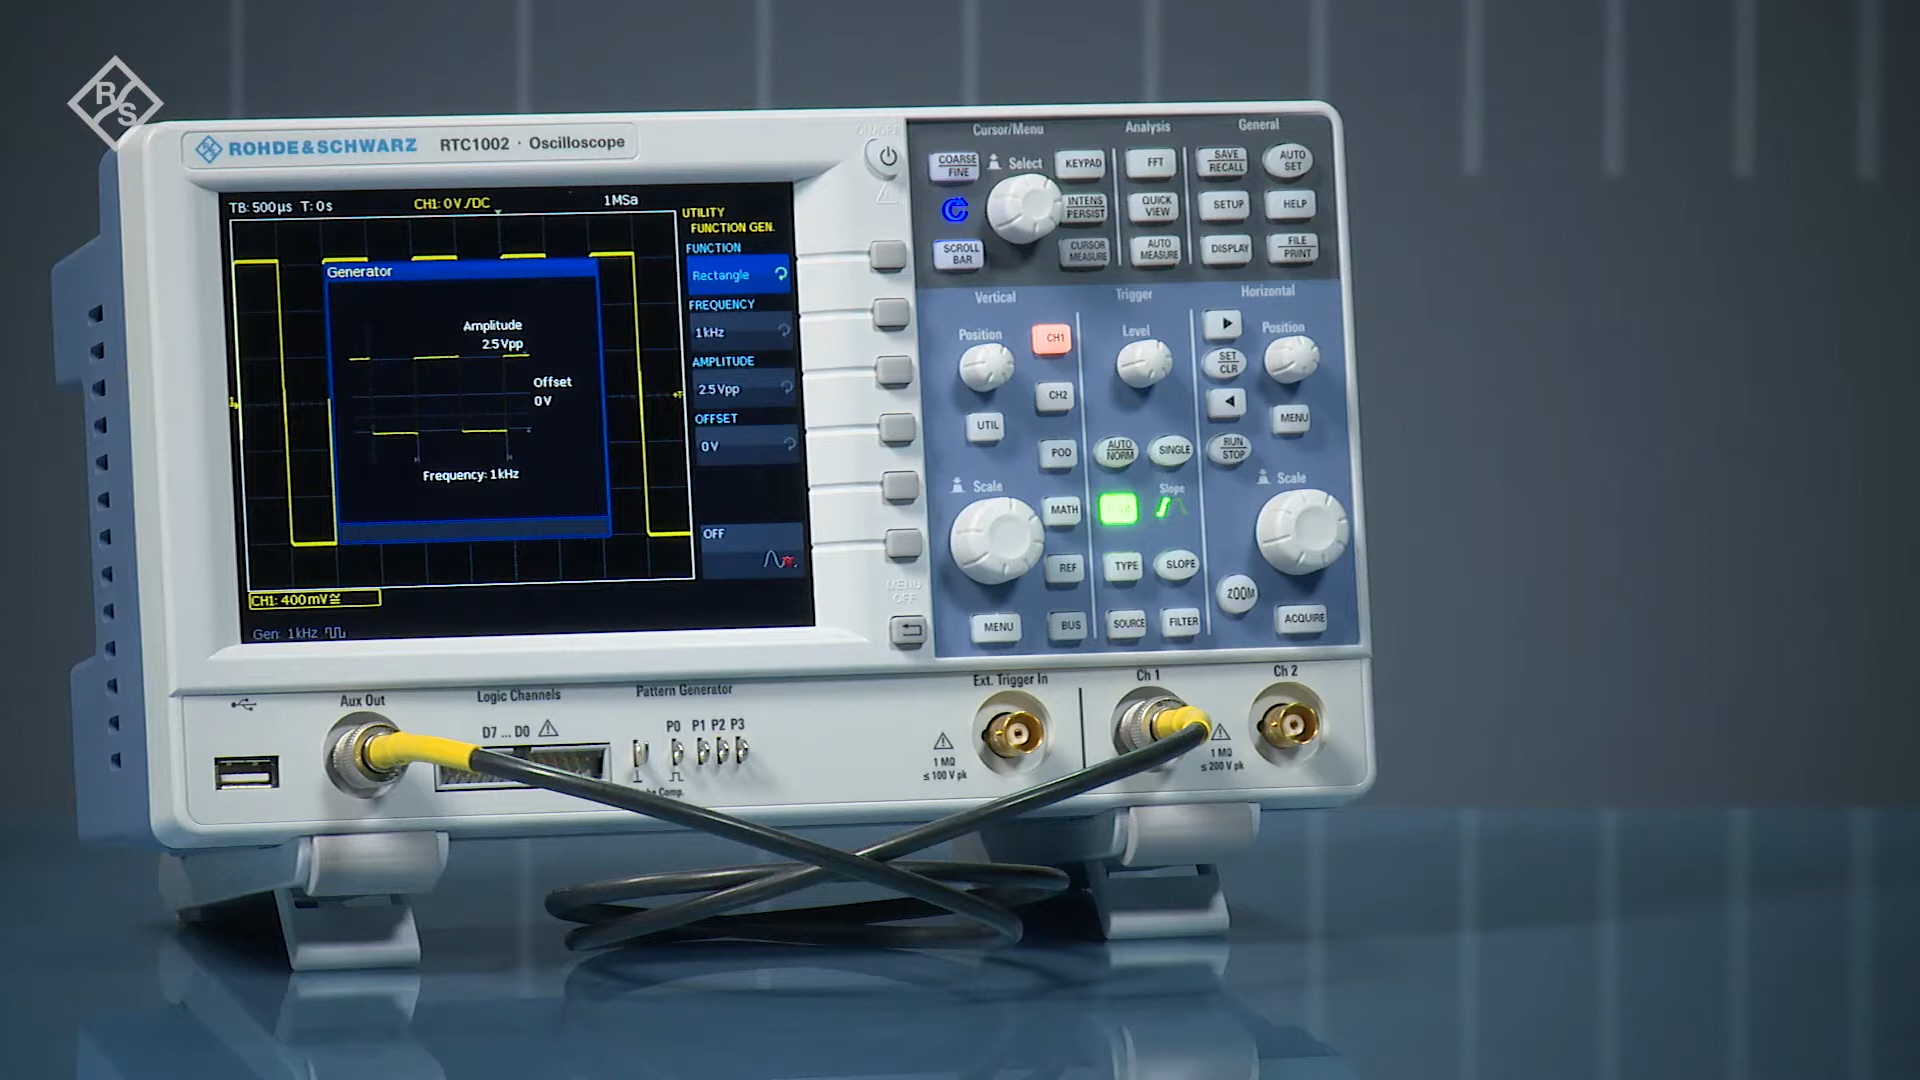 R S
ROHDE&SCHWARZ RTC1002 · Oscilloscope
ON/OFF
TB: 500µs T: 0s CH1: 0V/DC 1MSa
UTILITY
FUNCTION GEN.
FUNCTION
Rectangle
FREQUENCY
1kHz
AMPLITUDE
2.5Vpp
OFFSET
0V
OFF
Generator
Amplitude
2.5Vpp
Offset
0V
Frequency: 1kHz
CH1: 400mV
Gen: 1kHz
MENU
OFF
Cursor/Menu
COARSE
FINE
Select
KEYPAD
INTENS
PERSIST
SCROLL
BAR
CURSOR
MEASURE
Analysis
FFT
QUICK
VIEW
AUTO
MEASURE
General
SAVE
RECALL
AUTO
SET
SETUP
HELP
DISPLAY
FILE
PRINT
Vertical
Position
CH1
CH2
UTIL
POD
Scale
MATH
REF
MENU
BUS
Trigger
Level
AUTO
NORM
SINGLE
Slope
TYPE
SLOPE
SOURCE
FILTER
Horizontal
Position
SET
CLR
MENU
RUN
STOP
Scale
ZOOM
ACQUIRE
Aux Out
Logic Channels
D7 ... D0
Pattern Generator
P0 P1 P2 P3
Comp.
Ext. Trigger In
1 MΩ
≤ 100 V pk
Ch 1
1 MΩ
≤ 200 V pk
Ch 2